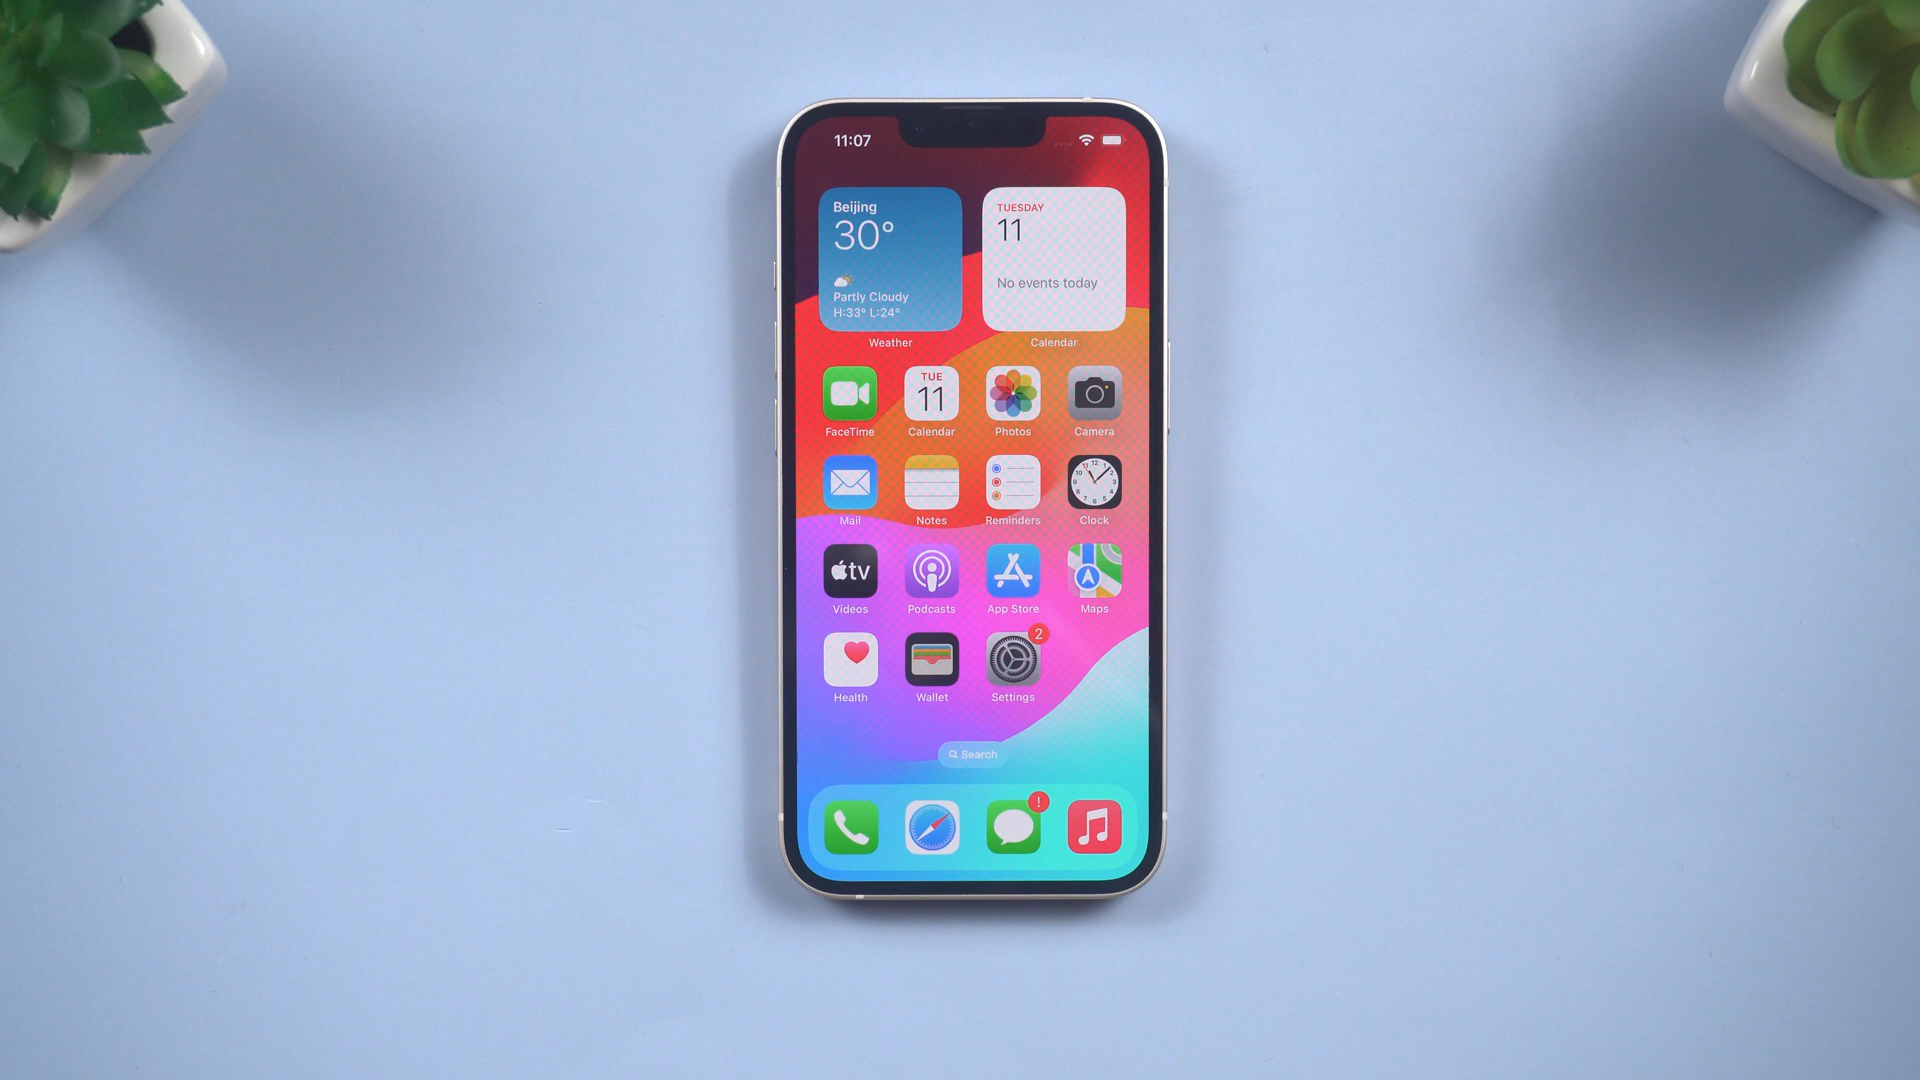 11:07
Beijing
30°
Partly Cloudy
H:33° L:24°
Weather
TUESDAY
11
No events today
Calendar
TUE
11
FaceTime
Calendar
Photos
Camera
Mail
Notes
Reminders
Clock
tv
Videos
Podcasts
App Store
Maps
2
Health
Wallet
Settings
Search
!